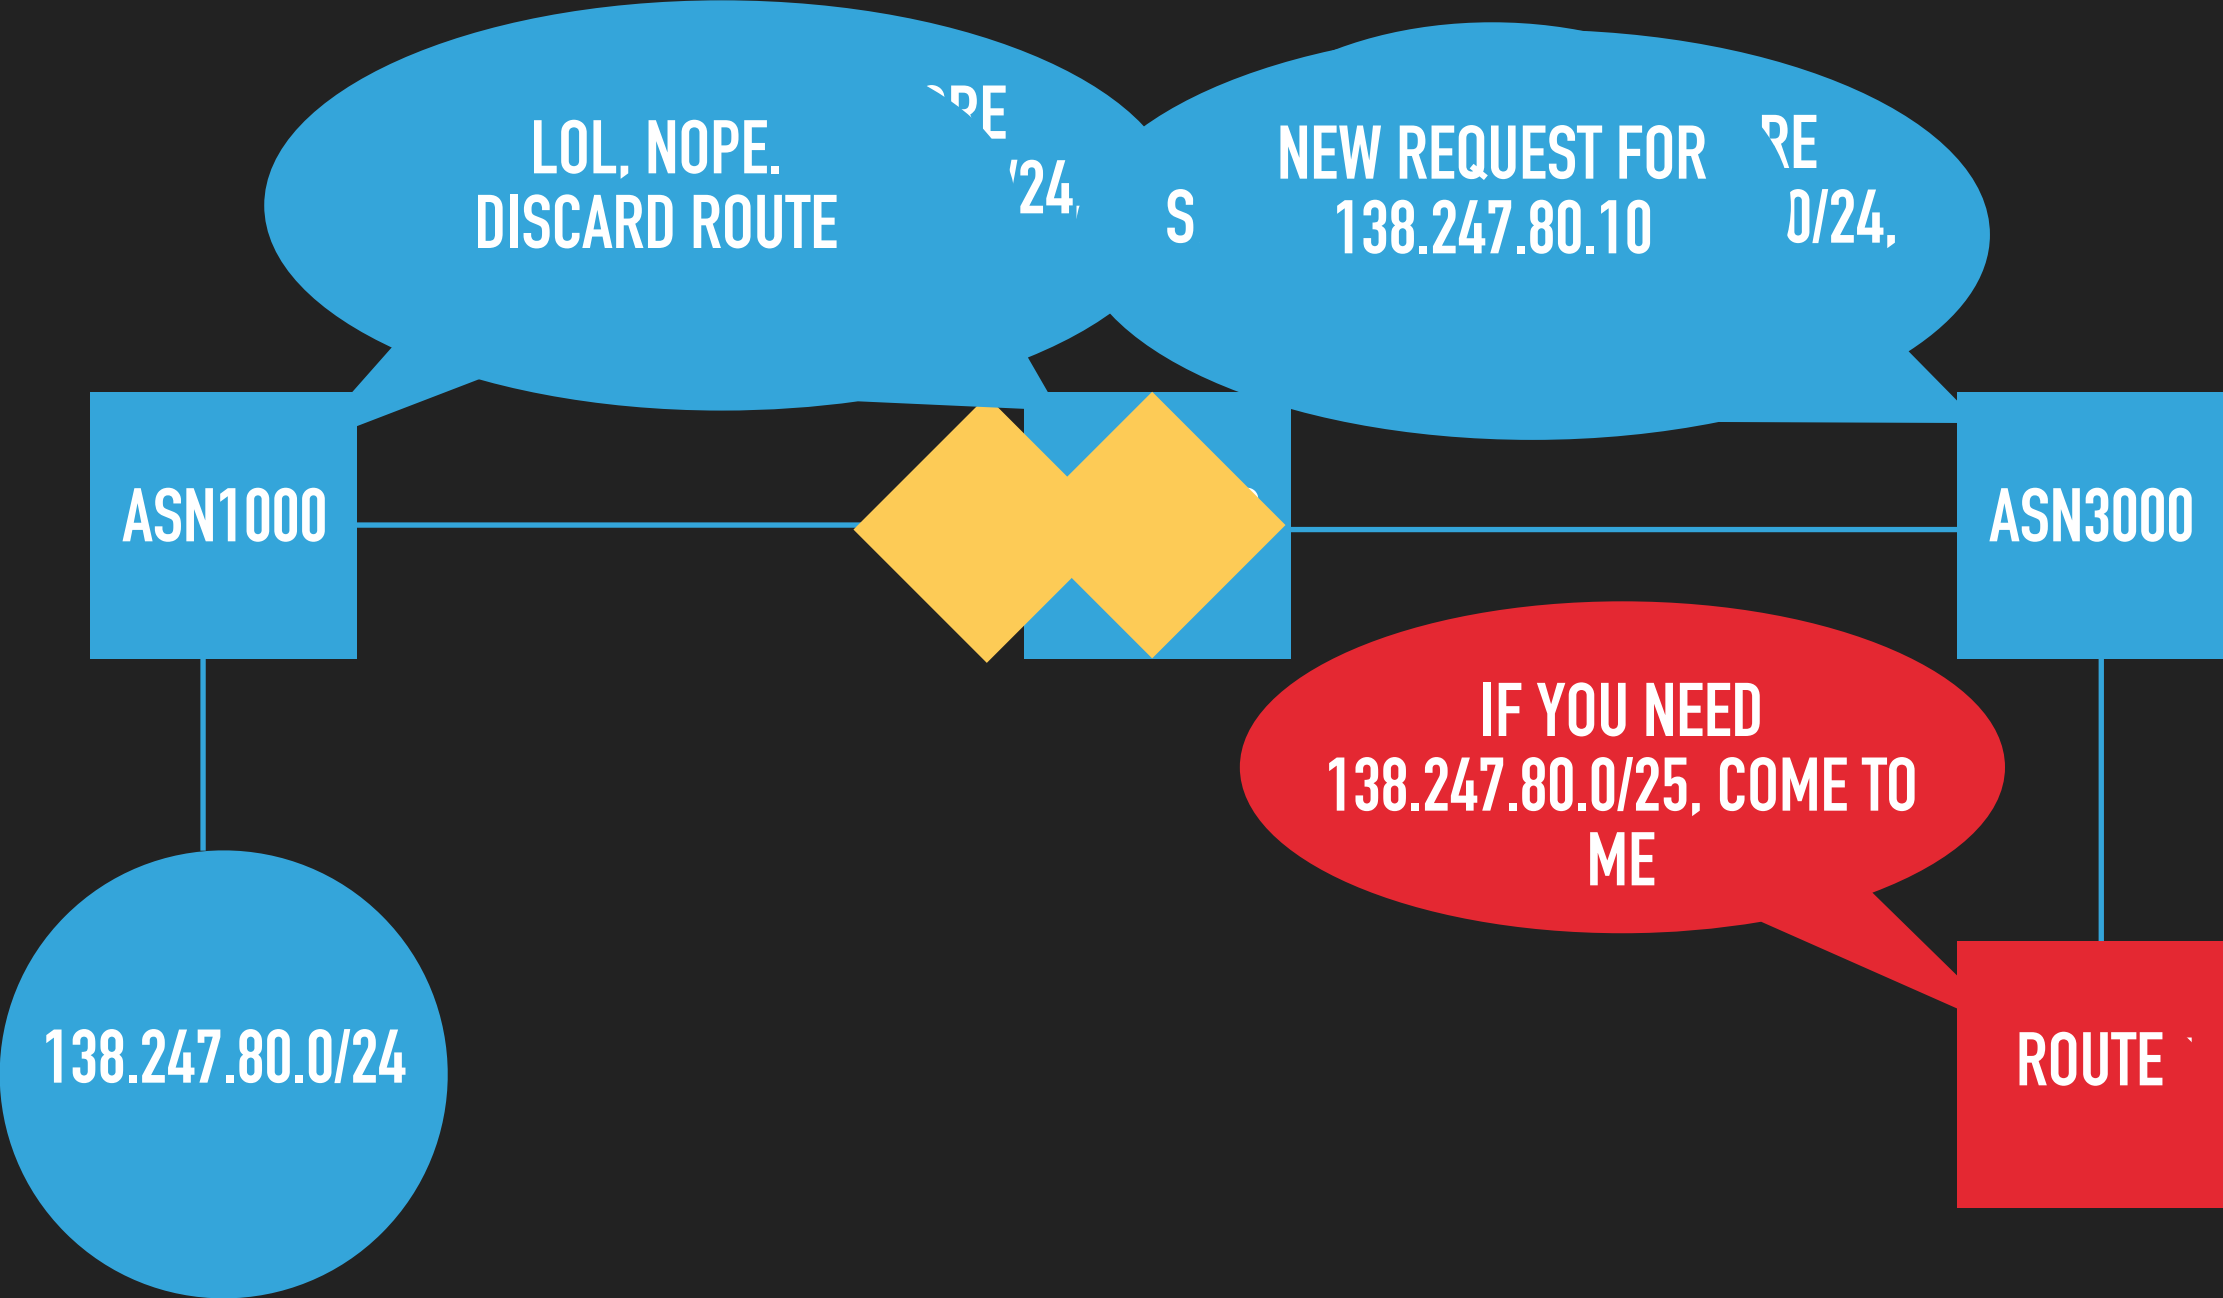 LOL, NOPE.
DISCARD ROUTE
/24,
S
NEW REQUEST FOR
138.247.80.10
RE
0/24,
ASN1000
ASN3000
IF YOU NEED
138.247.80.0/25, COME TO
ME
138.247.80.0/24
ROUTE